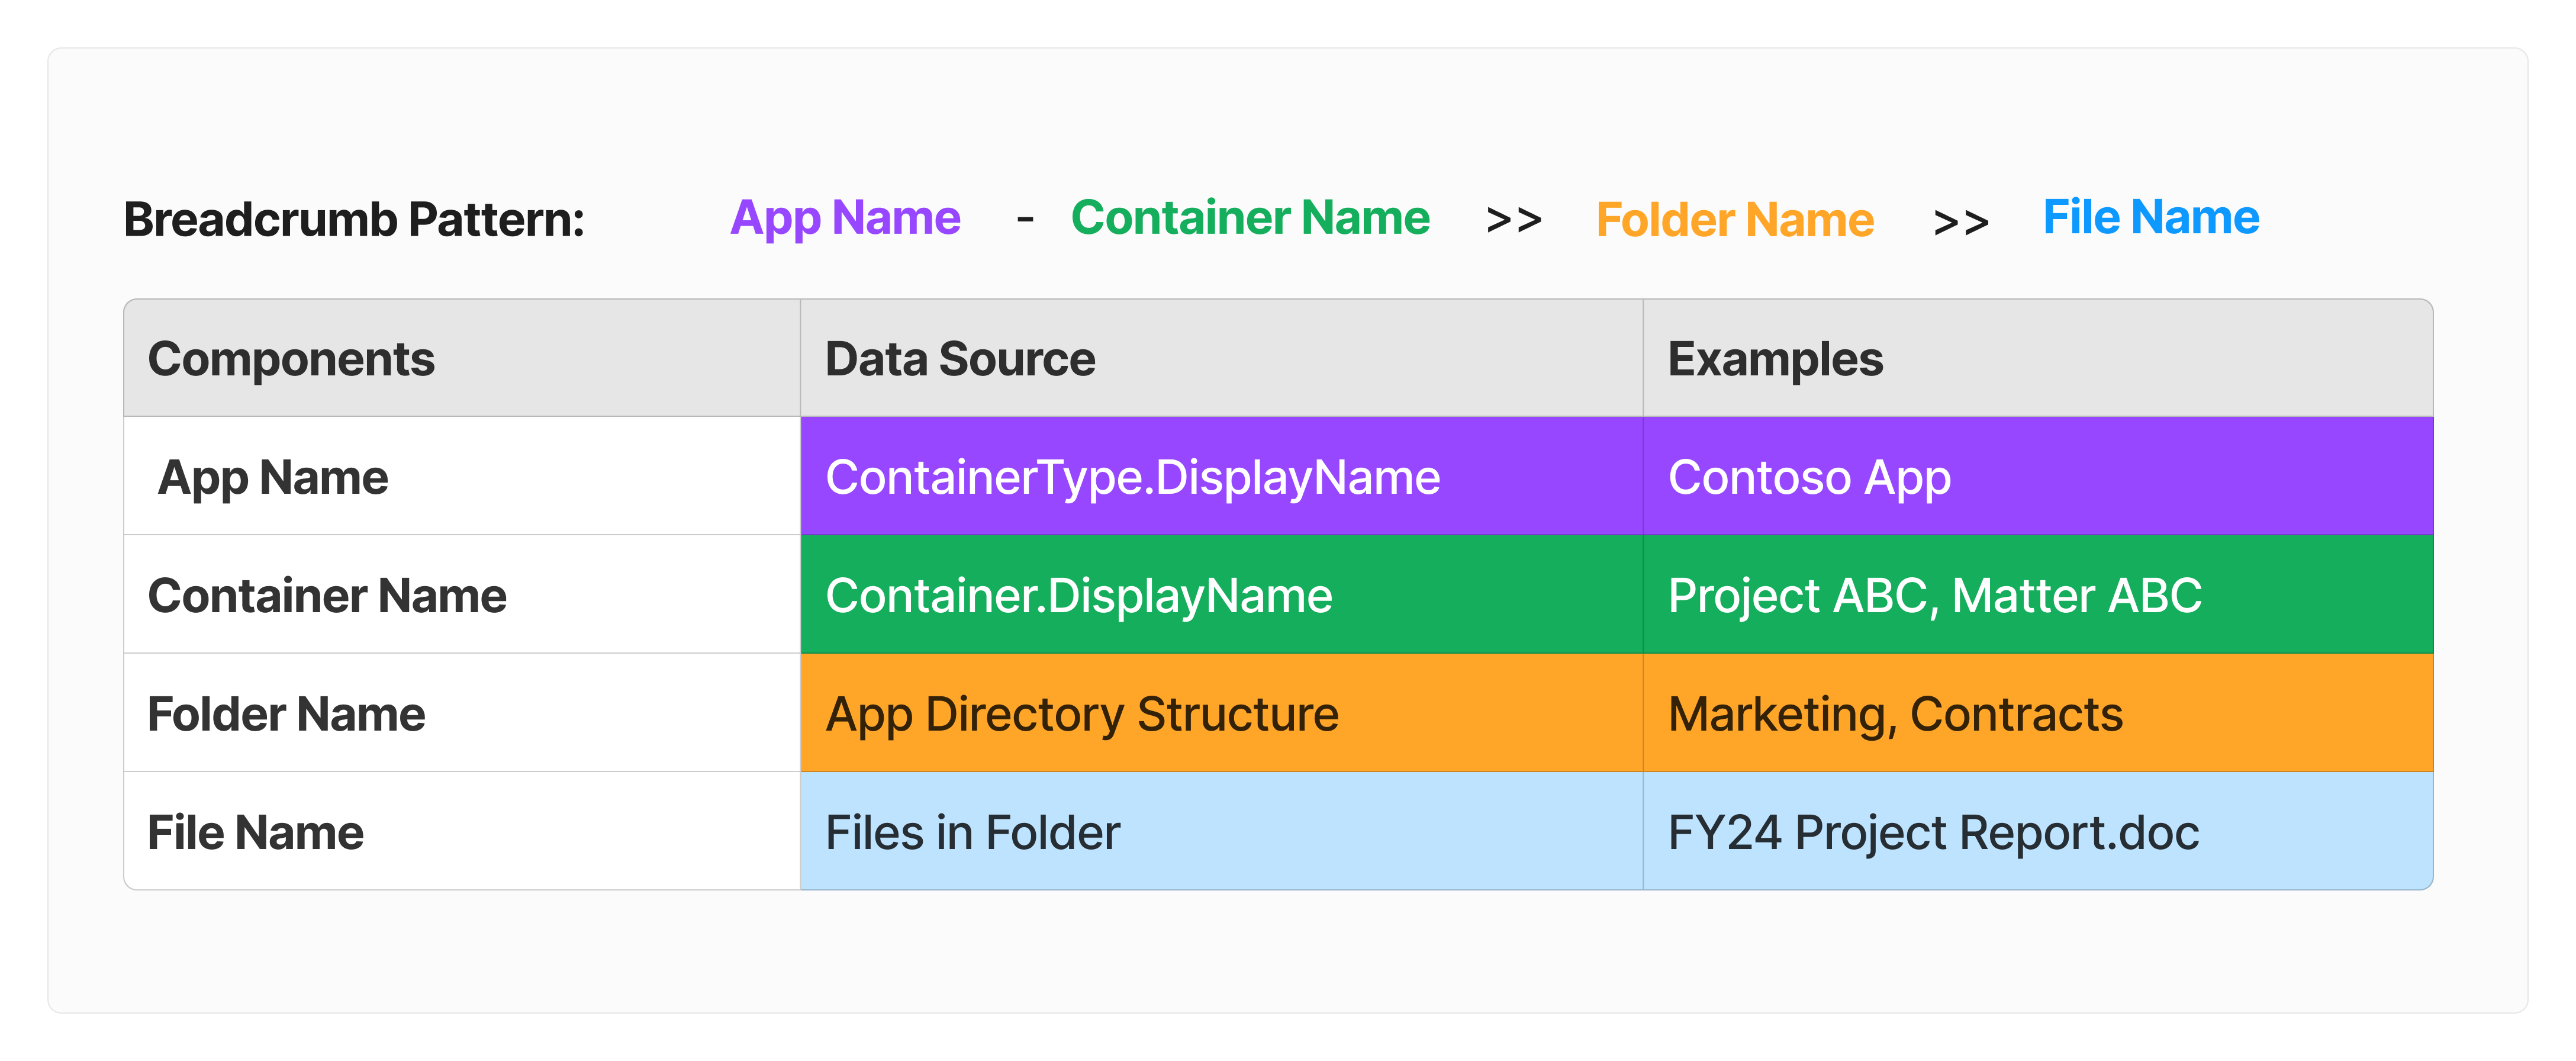 Breadcrumb Pattern: App Name - Container Name >> Folder Name >> File Name
Components Data Source Examples
App Name ContainerType.DisplayName Contoso App
Container Name Container.DisplayName Project ABC, Matter ABC
Folder Name App Directory Structure Marketing, Contracts
File Name Files in Folder FY24 Project Report.doc